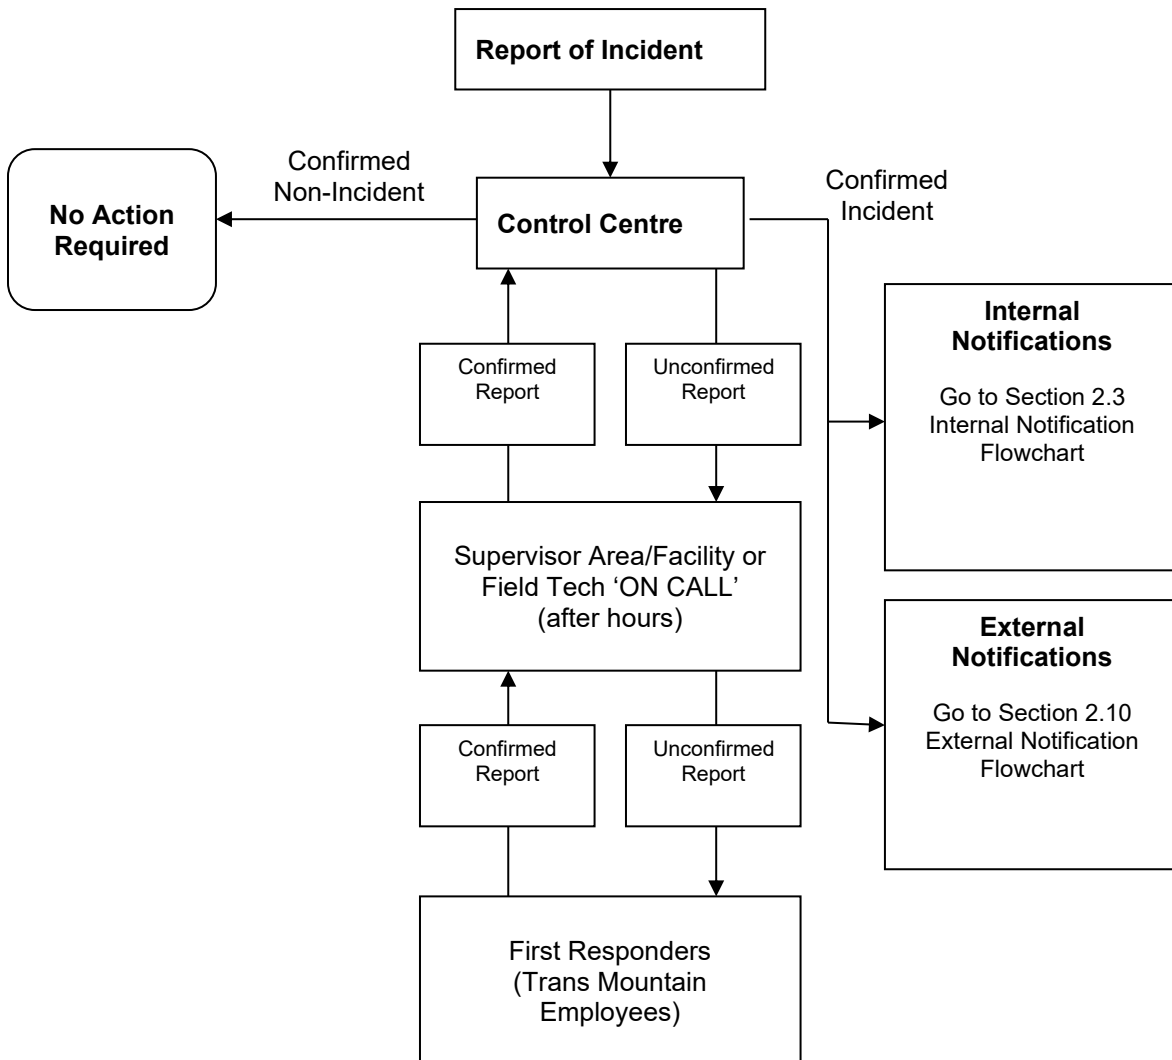 Report of Incident
Confirmed
Non-Incident
No Action
Required
Control Centre
Confirmed
Incident
Confirmed
Report
Unconfirmed
Report
Internal
Notifications
Go to Section 2.3
Internal Notification
Flowchart
Supervisor Area/Facility or
Field Tech ‘ON CALL’
(after hours)
External
Notifications
Go to Section 2.10
External Notification
Flowchart
Confirmed
Report
Unconfirmed
Report
First Responders
(Trans Mountain
Employees)